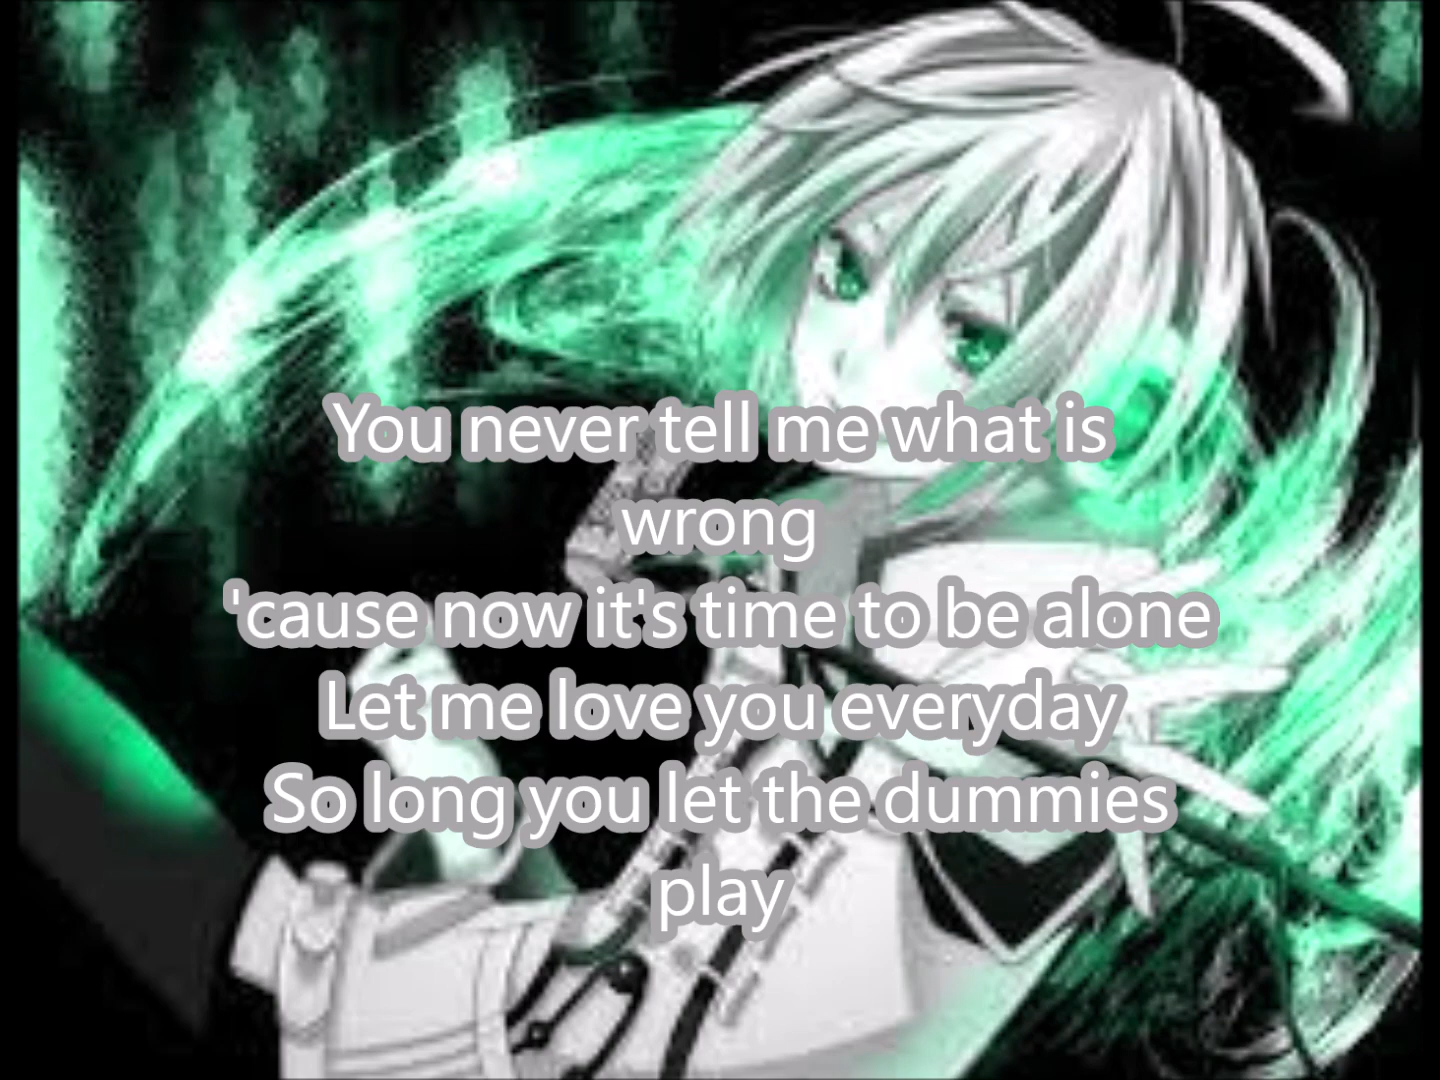 You never tell me what is
wrong
'cause now it's time to be alone
Let me love you everyday
So long you let the dummies
play